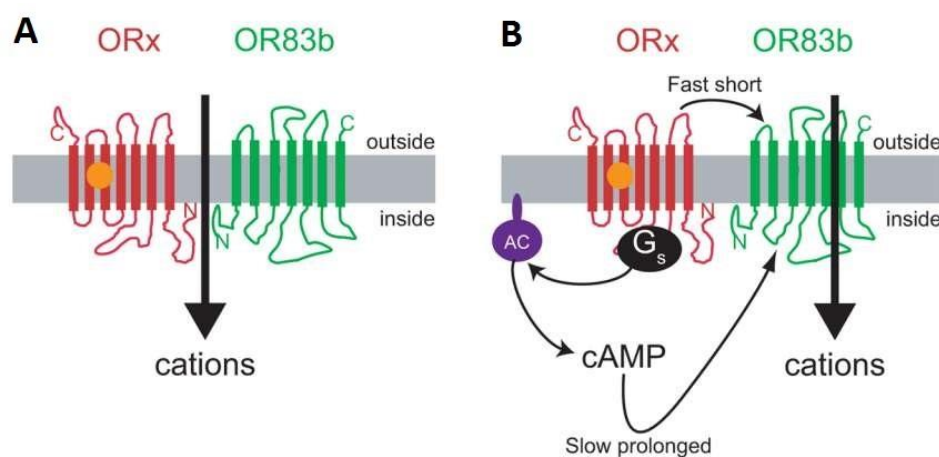 A
ORx
OR83b
C
C
outside
inside
N
N
cations
B
ORx
OR83b
Fast short
C
C
outside
inside
N
N
AC
Gs
cAMP
cations
Slow prolonged